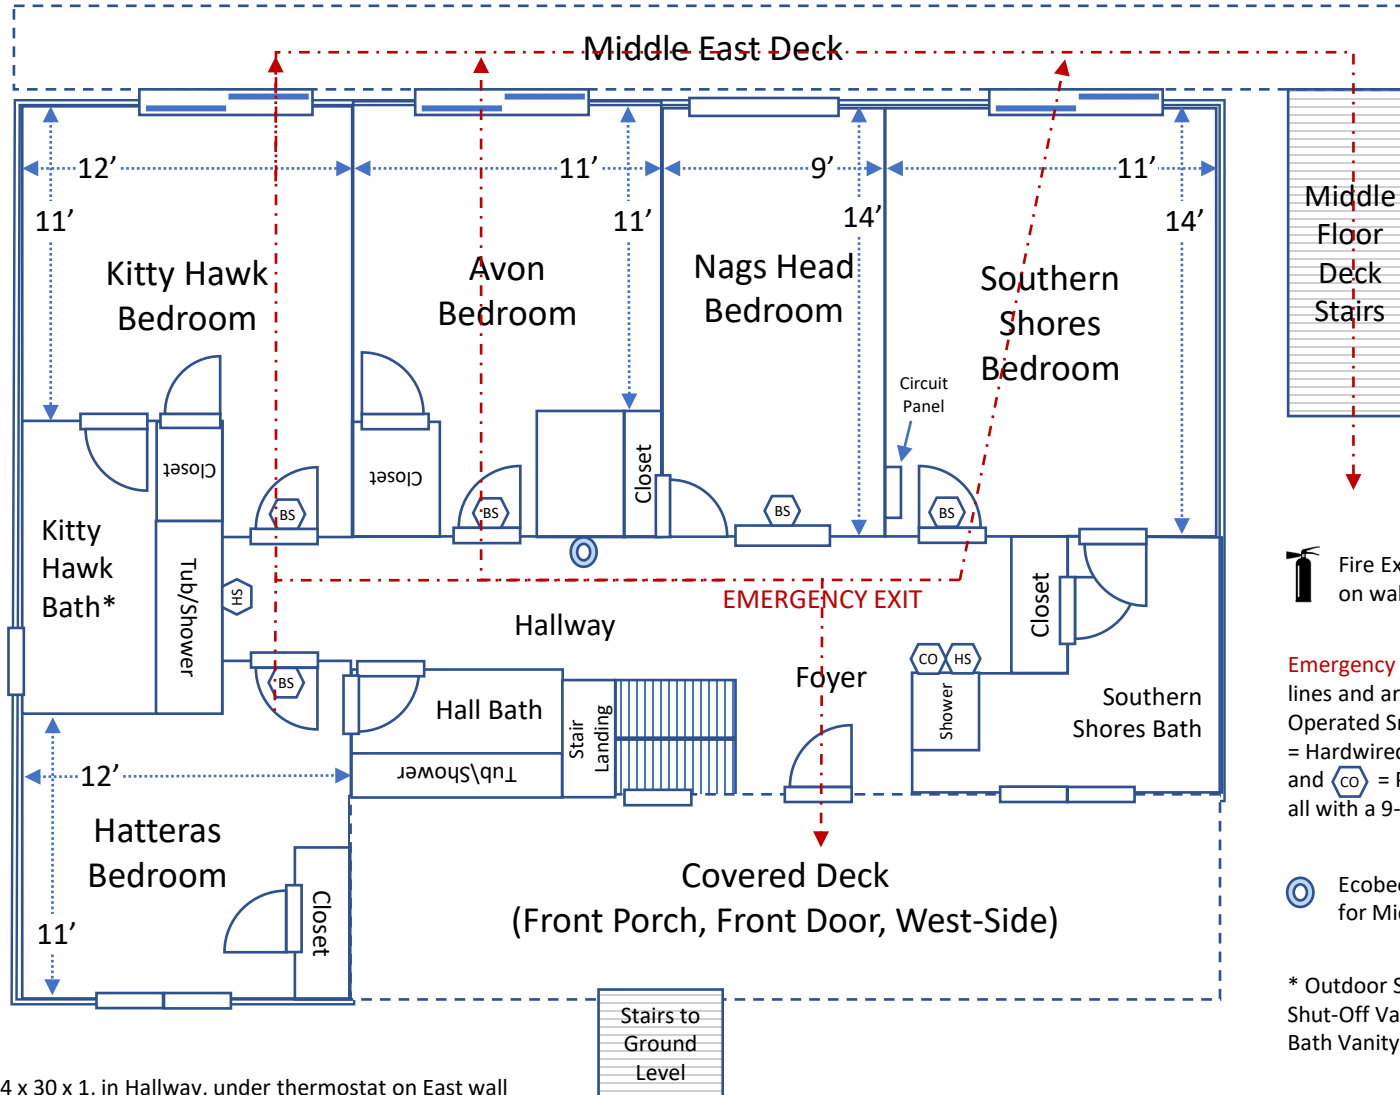 Middle East Deck
12’
11’
9’
11’
11’
11’
14’
14’
Kitty Hawk
Bedroom
Avon
Bedroom
Nags Head
Bedroom
Southern
Shores
Bedroom
Middle
Floor
Deck
Stairs
Circuit
Panel
Closet
Closet
Closet
BS
BS
BS
BS
Kitty
Hawk
Bath*
Tub/Shower
HS
EMERGENCY EXIT
Hallway
Foyer
Closet
CO
HS
BS
Hall Bath
Tub\Shower
Stair
Landing
Shower
Southern
Shores Bath
12’
Hatteras
Bedroom
11’
Closet
Covered Deck
(Front Porch, Front Door, West-Side)
Stairs to
Ground
Level
Fire Ex
on wal
Emergency
lines and ar
Operated Sr
= Hardwired
and CO = P
all with a 9-
Ecobee
for Mid
* Outdoor S
Shut-Off Va
Bath Vanity
4 x 30 x 1, in Hallway, under thermostat on East wall